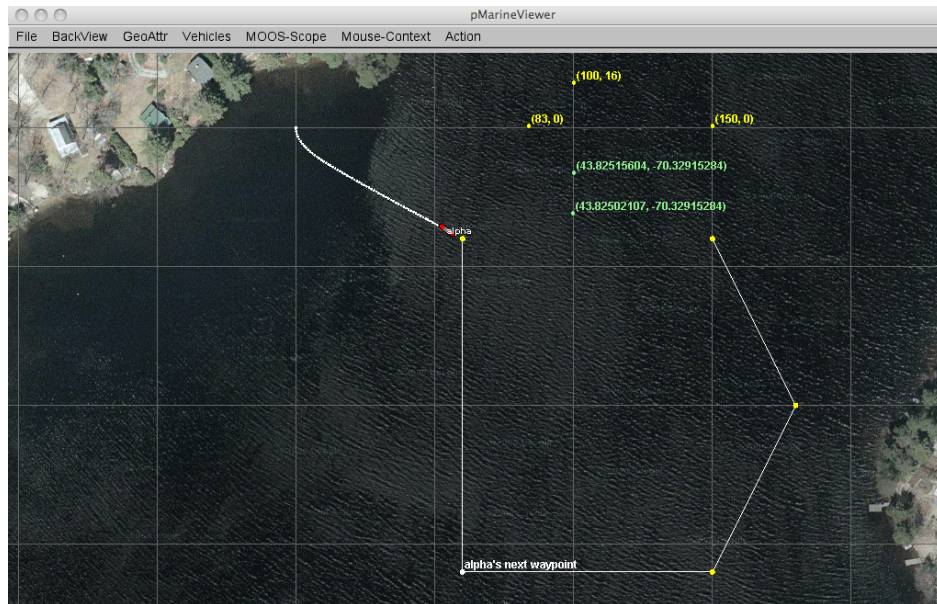 pMarineViewer
File BackView GeoAttr Vehicles MOOS-Scope Mouse-Context Action
(100, 16)
(83, 0) (150, 0)
(43.82515604, -70.32915284)
(43.82502107, -70.32915284)
alpha
alpha's next waypoint